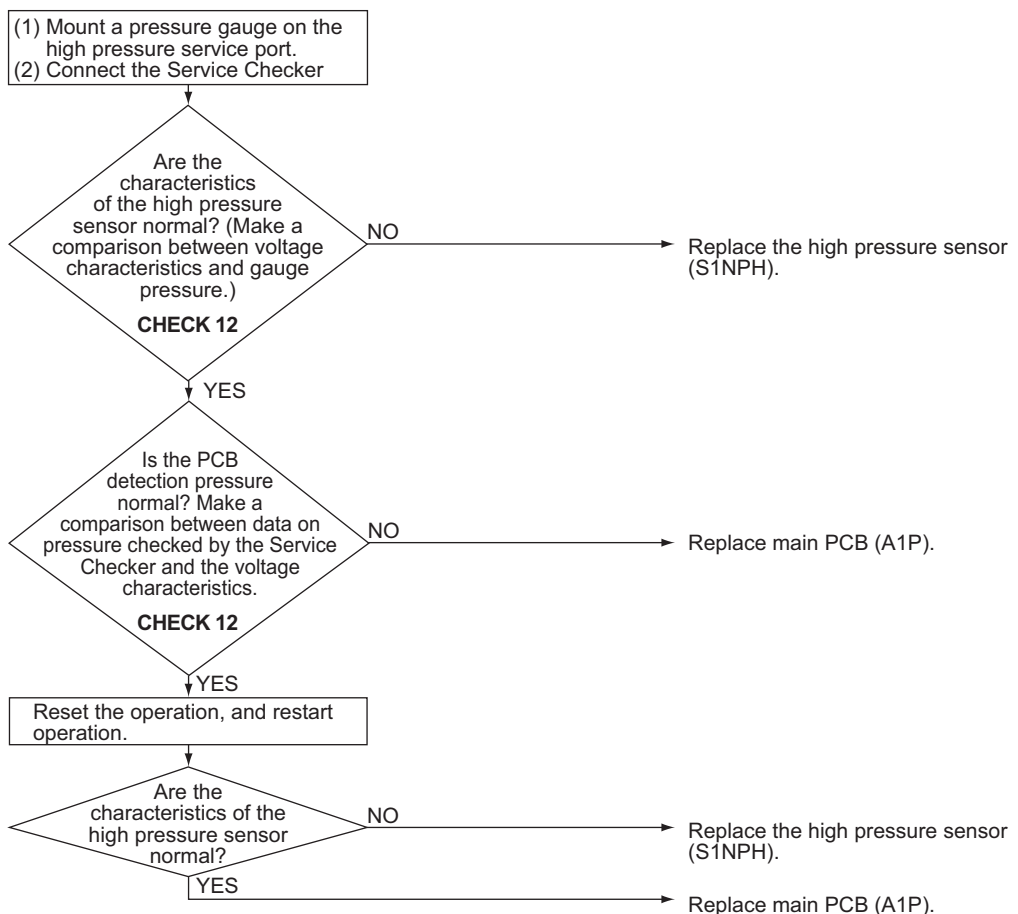 (1) Mount a pressure gauge on the
high pressure service port.
(2) Connect the Service Checker
Are the
characteristics
of the high pressure
sensor normal? (Make a
comparison between voltage
characteristics and gauge
pressure.)
CHECK 12
NO
Replace the high pressure sensor
(S1NPH).
YES
Is the PCB
detection pressure
normal? Make a
comparison between data on
pressure checked by the Service
Checker and the voltage
characteristics.
CHECK 12
NO
Replace main PCB (A1P).
YES
Reset the operation, and restart
operation.
Are the
characteristics of the
high pressure sensor
normal?
NO
Replace the high pressure sensor
(S1NPH).
YES
Replace main PCB (A1P).